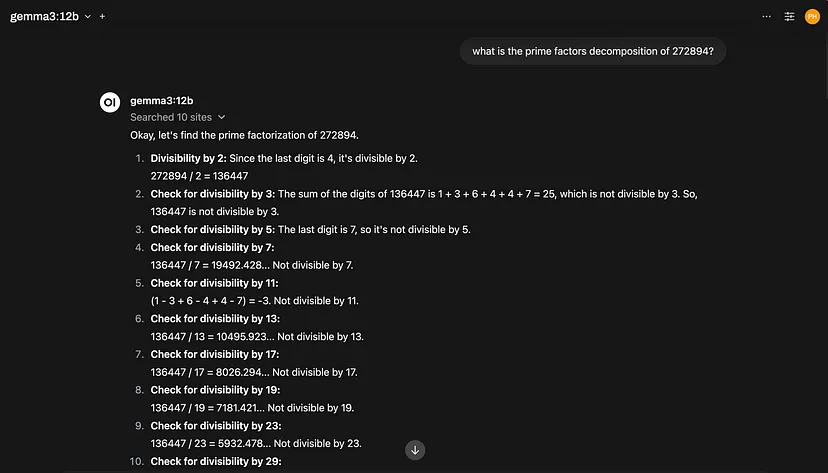 gemma3:12b
PH
what is the prime factors decomposition of 272894?
OI
gemma3:12b
Searched 10 sites
Okay, let's find the prime factorization of 272894.
1. Divisibility by 2: Since the last digit is 4, it's divisible by 2.
272894 / 2 = 136447
2. Check for divisibility by 3: The sum of the digits of 136447 is 1 + 3 + 6 + 4 + 4 + 7 = 25, which is not divisible by 3. So,
136447 is not divisible by 3.
3. Check for divisibility by 5: The last digit is 7, so it's not divisible by 5.
4. Check for divisibility by 7:
136447 / 7 = 19492.428... Not divisible by 7.
5. Check for divisibility by 11:
(1 - 3 + 6 - 4 + 4 - 7) = -3. Not divisible by 11.
6. Check for divisibility by 13:
136447 / 13 = 10495.923... Not divisible by 13.
7. Check for divisibility by 17:
136447 / 17 = 8026.294... Not divisible by 17.
8. Check for divisibility by 19:
136447 / 19 = 7181.421... Not divisible by 19.
9. Check for divisibility by 23:
136447 / 23 = 5932.478... Not divisible by 23.
10. Check for divisibility by 29: